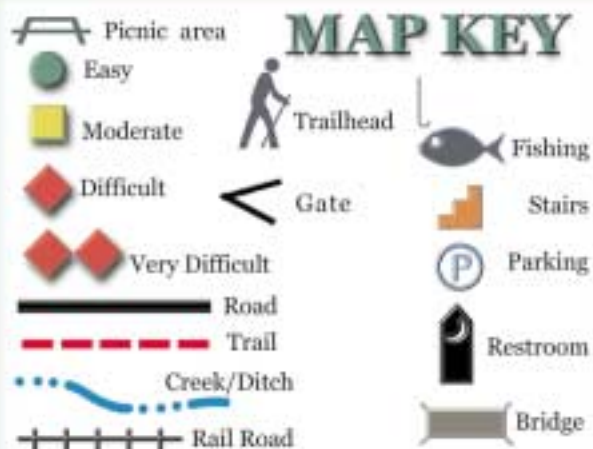 MAP KEY
Picnic area
Easy
Moderate
Difficult
Very Difficult
Road
Trail
Creek/Ditch
Rail Road
Trailhead
Gate
Fishing
Stairs
P Parking
Restroom
Bridge